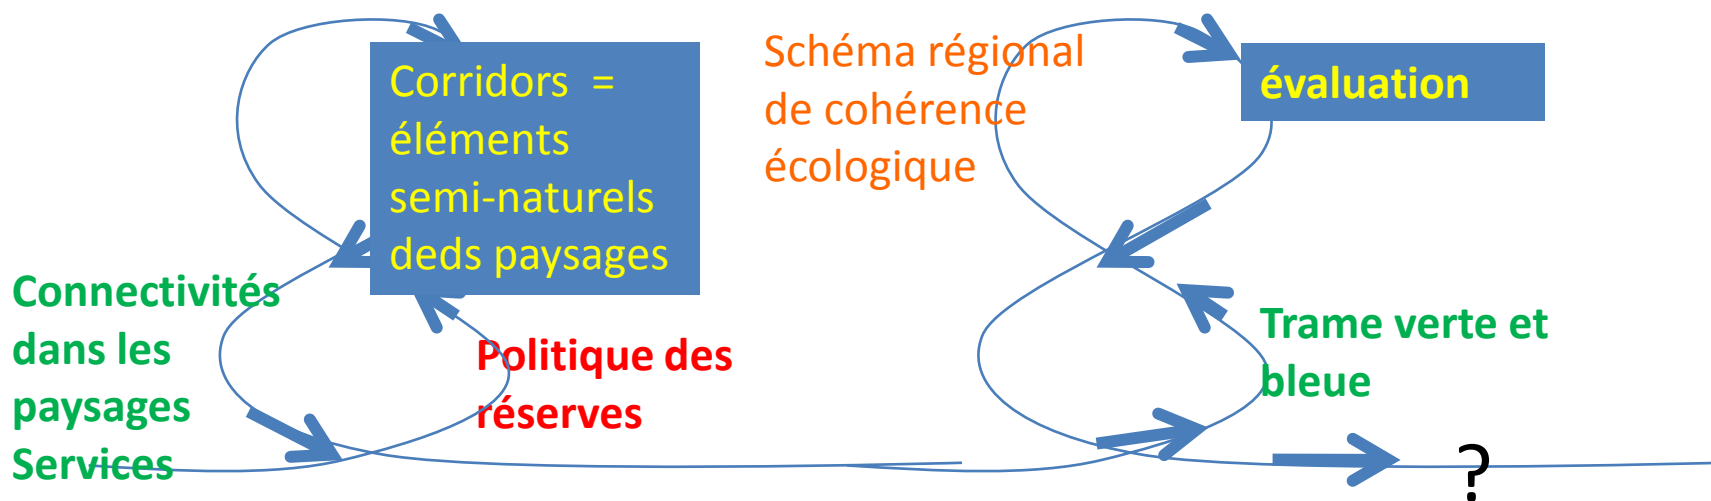 Corridors =
éléments
semi-naturels
deds paysages
Connectivités
dans les
paysages
Services
Politique des
réserves
Schéma régional
de cohérence
écologique
évaluation
Trame verte et
bleue
?